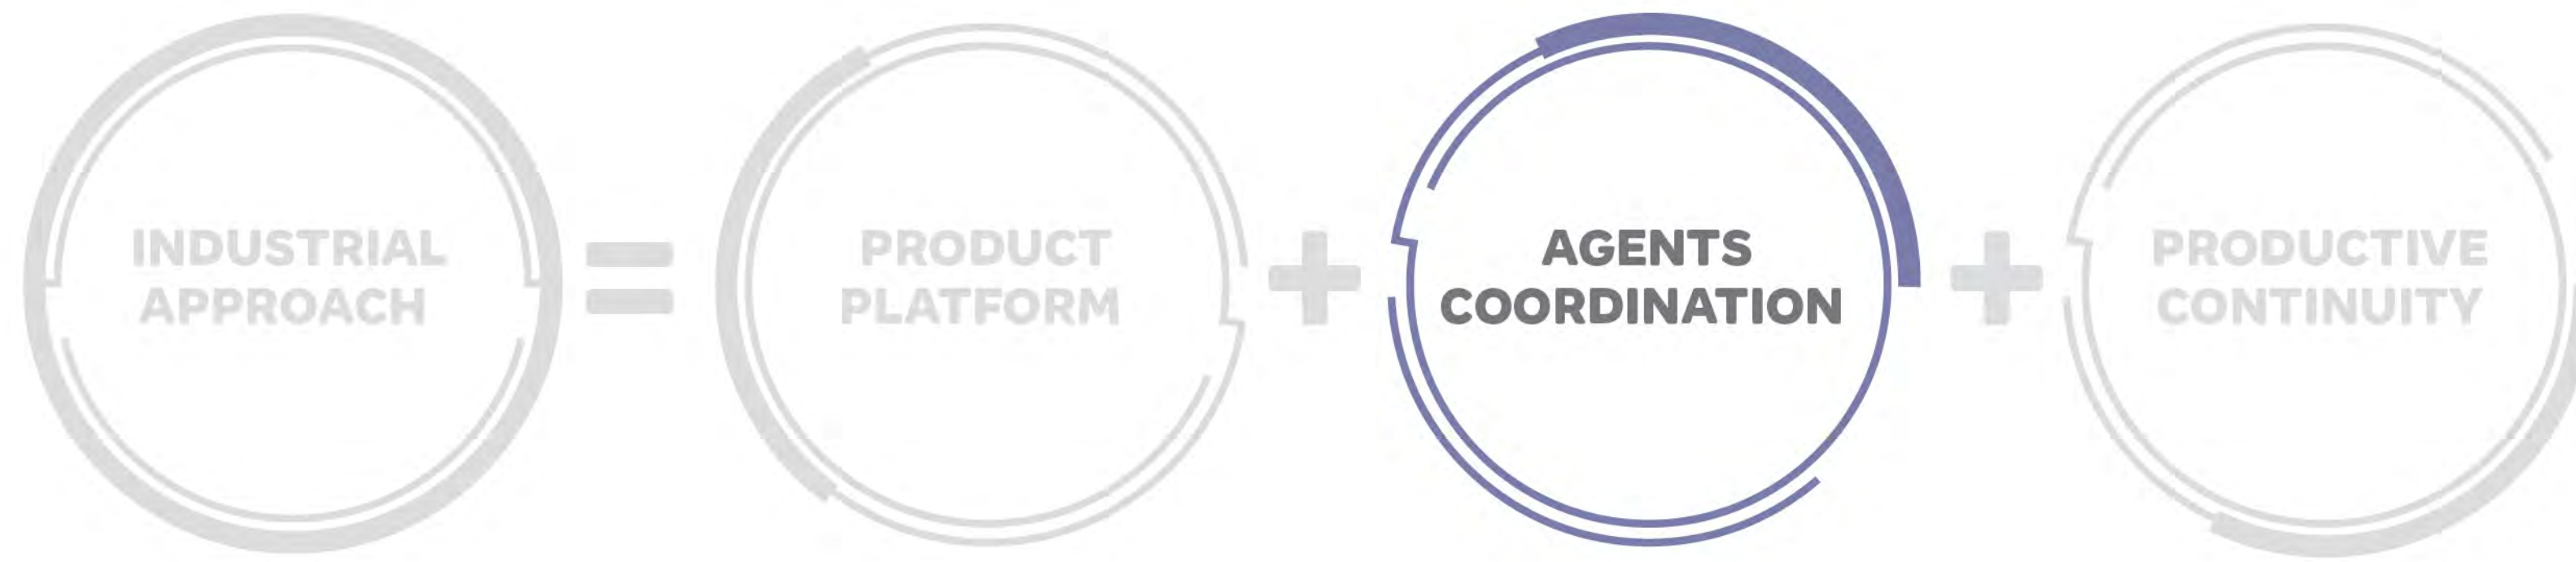 INDUSTRIAL
APPROACH
=
PRODUCT
PLATFORM
+
AGENTS
COORDINATION
+
PRODUCTIVE
CONTINUITY